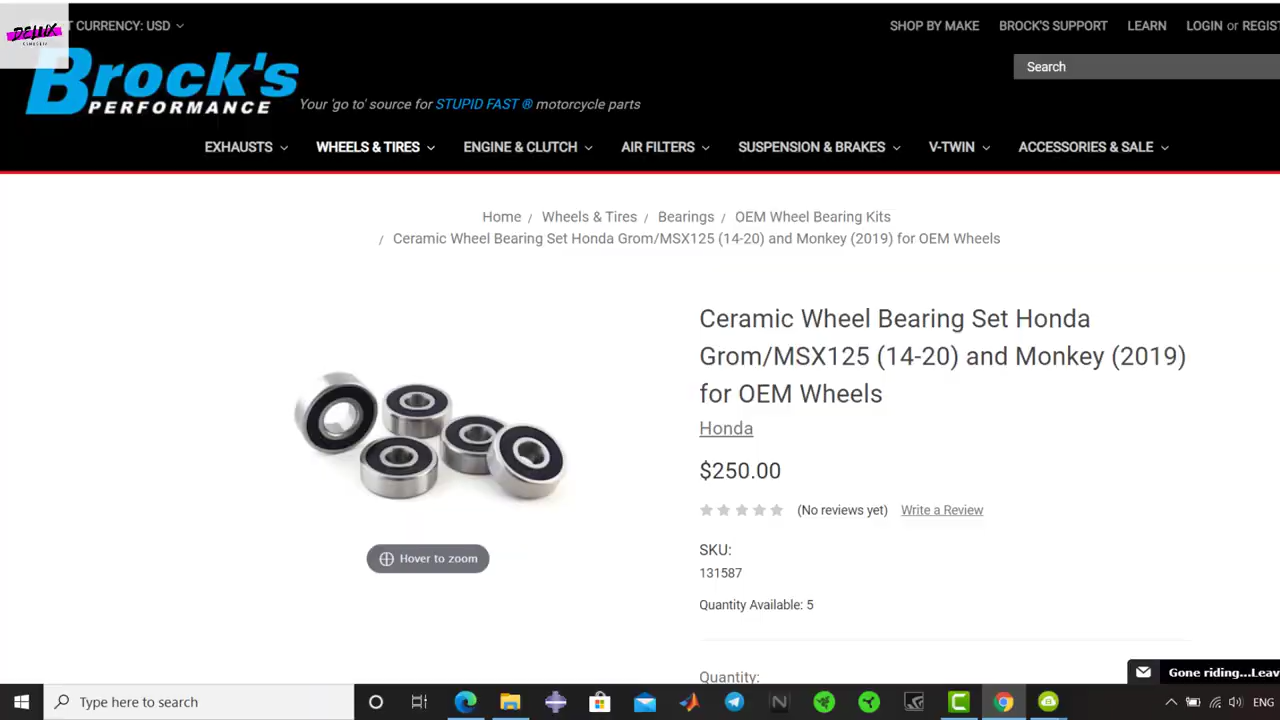 DELUX
CURRENCY: USD
SHOP BY MAKE
BROCK'S SUPPORT
LEARN
LOGIN or REGIST
Brock's
PERFORMANCE
Your 'go to' source for STUPID FAST ® motorcycle parts
Search
EXHAUSTS
WHEELS & TIRES
ENGINE & CLUTCH
AIR FILTERS
SUSPENSION & BRAKES
V-TWIN
ACCESSORIES & SALE
Home / Wheels & Tires / Bearings / OEM Wheel Bearing Kits
/ Ceramic Wheel Bearing Set Honda Grom/MSX125 (14-20) and Monkey (2019) for OEM Wheels
Ceramic Wheel Bearing Set Honda
Grom/MSX125 (14-20) and Monkey (2019)
for OEM Wheels
Honda
$250.00
(No reviews yet) Write a Review
SKU:
131587
Quantity Available: 5
Hover to zoom
Quantity:
Gone riding...Leav
Type here to search
ENG